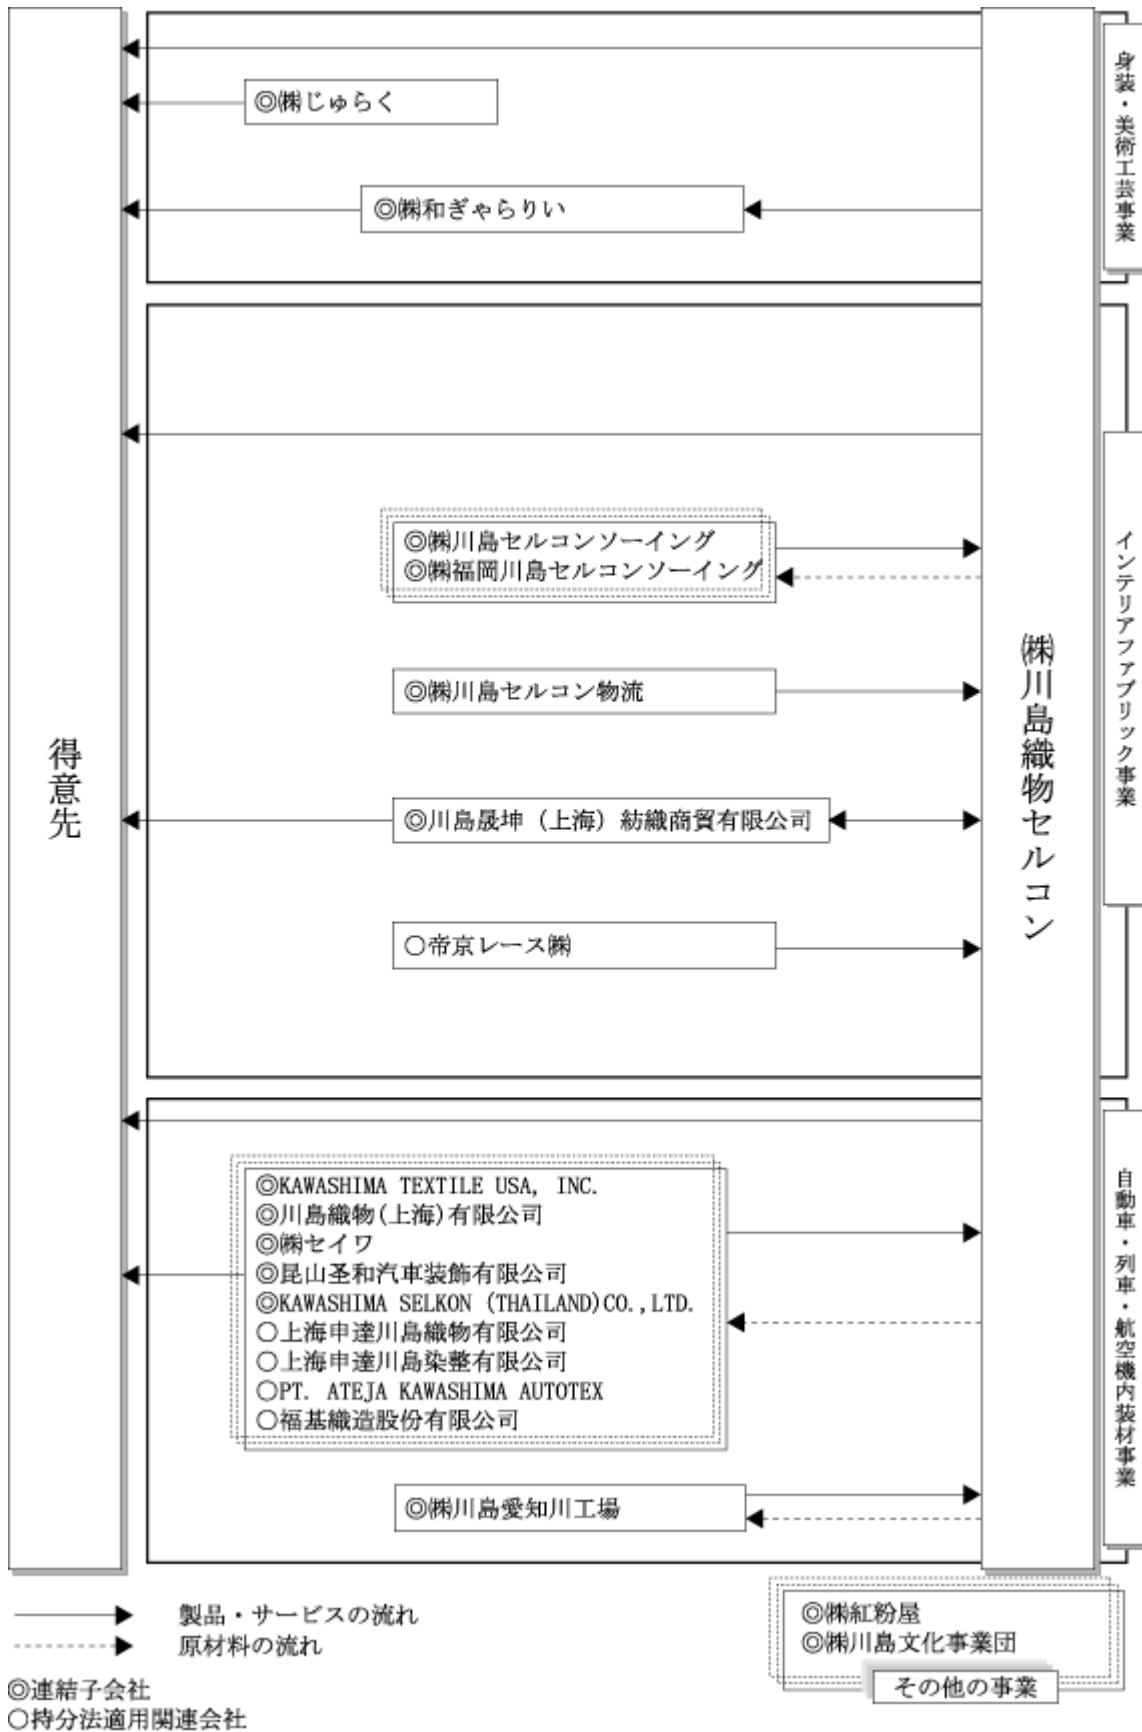 身装・美術工芸事業
◎㈱じゅらく
◎㈱和ぎゃらりい
インテリアファブリック事業
◎㈱川島セルコンソーイング
◎㈱福岡川島セルコンソーイング
◎㈱川島セルコン物流
得意先
㈱川島織物セルコン
◎川島晟坤（上海）紡織商貿有限公司
○帝京レース㈱
自動車・列車・航空機内装材事業
◎KAWASHIMA TEXTILE USA, INC.
◎川島織物(上海)有限公司
◎㈱セイワ
◎昆山圣和汽車装飾有限公司
◎KAWASHIMA SELKON (THAILAND)CO.,LTD.
○上海申達川島織物有限公司
○上海申達川島染整有限公司
○PT. ATEJA KAWASHIMA AUTOTEX
○福基織造股份有限公司
◎㈱川島愛知川工場
製品・サービスの流れ
原材料の流れ
◎連結子会社
○持分法適用関連会社
◎㈱紅粉屋
◎㈱川島文化事業団
その他の事業